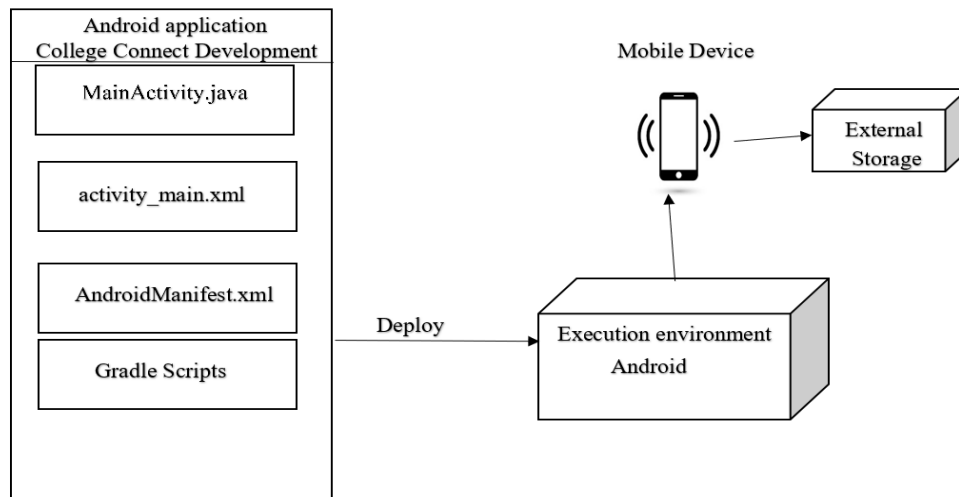 Android application
College Connect Development
MainActivity.java
activity_main.xml
AndroidManifest.xml
Gradle Scripts
Deploy
Mobile Device
External
Storage
Execution environment
Android